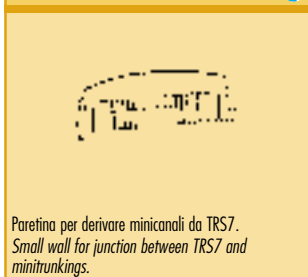 Paretina per derivare minicanali da TRS7.
Small wall for junction between TRS7 and
minitrunkings.